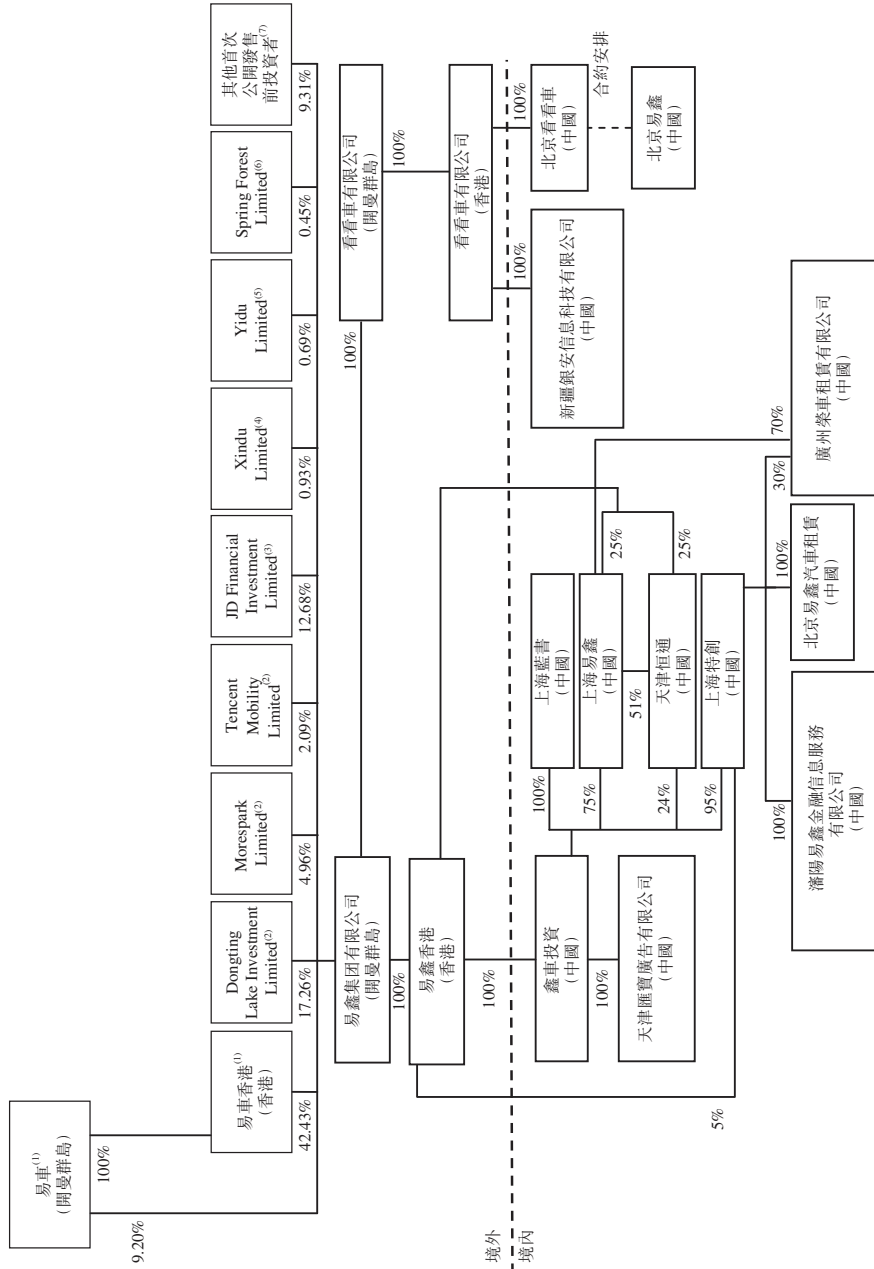 易車(1)
(開曼群島)
9.20%
100%
易車香港(1)
(香港)
Dongting
Lake Investment
Limited(2)
Morespark
Limited(2)
Tencent
Mobility
Limited(2)
JD Financial
Investment
Limited(3)
Xindu
Limited(4)
Yidu
Limited(5)
Spring Forest
Limited(6)
其他首次
公開發售
前投資者(7)
42.43%
17.26%
4.96%
2.09%
12.68%
0.93%
0.69%
0.45%
9.31%
易鑫集团有限公司
(開曼群島)
100%
看看車有限公司
(開曼群島)
100%
100%
易鑫香港
(香港)
看看車有限公司
(香港)
100%
100%
100%
境外
境內
鑫車投資
(中國)
100%
天津匯寶廣告有限公司
(中國)
5%
100%
75%
24%
95%
上海藍書
(中國)
上海易鑫
(中國)
51%
天津恒通
(中國)
上海特創
(中國)
25%
25%
新疆銀安信息科技有限公司
(中國)
北京看看車
(中國)
合約安排
北京易鑫
(中國)
100%
100%
30%
70%
瀋陽易鑫金融信息服務
有限公司
(中國)
北京易鑫汽車租賃
(中國)
廣州榮車租賃有限公司
(中國)